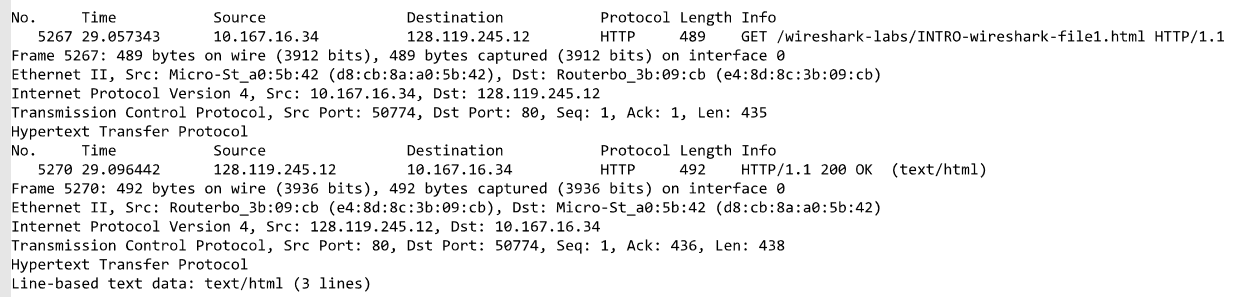 No. Time Source Destination Protocol Length Info
5267 29.057343 10.167.16.34 128.119.245.12 HTTP 489 GET /wireshark-labs/INTRO-wireshark-file1.html HTTP/1.1
Frame 5267: 489 bytes on wire (3912 bits), 489 bytes captured (3912 bits) on interface 0
Ethernet II, Src: Micro-St_a0:5b:42 (d8:cb:8a:a0:5b:42), Dst: Routerbo_3b:09:cb (e4:8d:8c:3b:09:cb)
Internet Protocol Version 4, Src: 10.167.16.34, Dst: 128.119.245.12
Transmission Control Protocol, Src Port: 50774, Dst Port: 80, Seq: 1, Ack: 1, Len: 435
Hypertext Transfer Protocol
No. Time Source Destination Protocol Length Info
5270 29.096442 128.119.245.12 10.167.16.34 HTTP 492 HTTP/1.1 200 OK (text/html)
Frame 5270: 492 bytes on wire (3936 bits), 492 bytes captured (3936 bits) on interface 0
Ethernet II, Src: Routerbo_3b:09:cb (e4:8d:8c:3b:09:cb), Dst: Micro-St_a0:5b:42 (d8:cb:8a:a0:5b:42)
Internet Protocol Version 4, Src: 128.119.245.12, Dst: 10.167.16.34
Transmission Control Protocol, Src Port: 80, Dst Port: 50774, Seq: 1, Ack: 436, Len: 438
Hypertext Transfer Protocol
Line-based text data: text/html (3 lines)